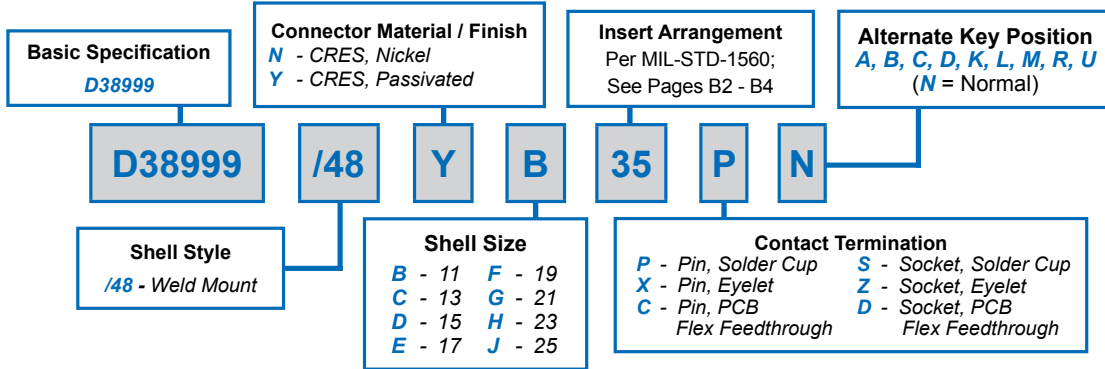 Basic Specification
D38999
Connector Material / Finish
N - CRES, Nickel
Y - CRES, Passivated
Insert Arrangement
Per MIL-STD-1560;
See Pages B2 - B4
Alternate Key Position
A, B, C, D, K, L, M, R, U
(N = Normal)
D38999 /48 Y B 35 P N
Shell Style
/48 - Weld Mount
Shell Size
B - 11 F - 19
C - 13 G - 21
D - 15 H - 23
E - 17 J - 25
Contact Termination
P - Pin, Solder Cup S - Socket, Solder Cup
X - Pin, Eyelet Z - Socket, Eyelet
C - Pin, PCB D - Socket, PCB
Flex Feedthrough Flex Feedthrough